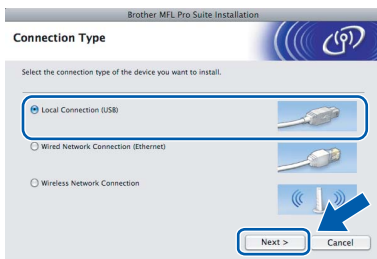 Brother MFL Pro Suite Installation
Connection Type
Select the connection type of the device you want to install.
Local Connection (USB)
Wired Network Connection (Ethernet)
Wireless Network Connection
Next >
Cancel